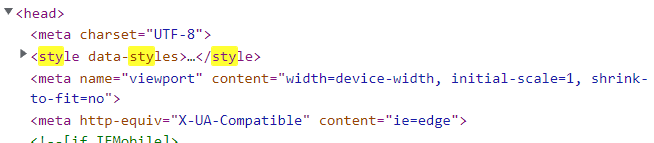 <head>
<meta charset="UTF-8">
<style data-styles>…</style>
<meta name="viewport" content="width=device-width, initial-scale=1, shrink-
to-fit=no">
<meta http-equiv="X-UA-Compatible" content="ie=edge">
<!--[if IEMobile]>